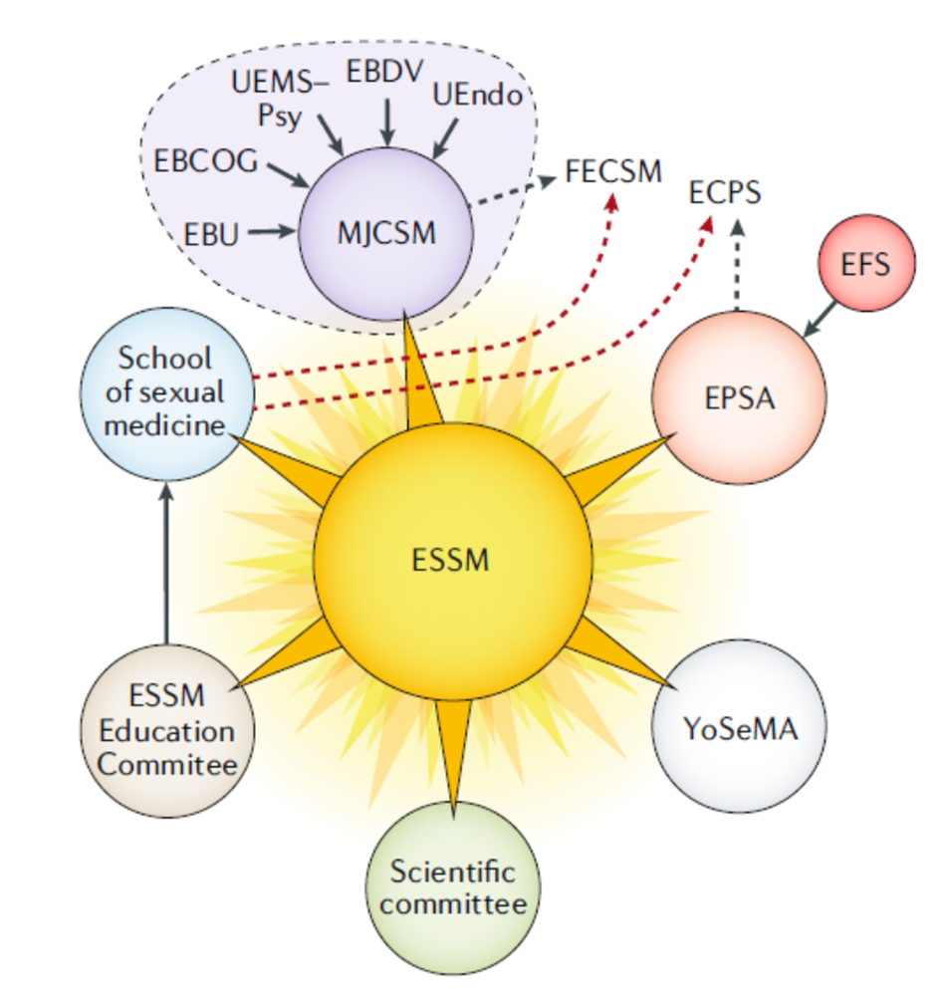 UEMS–
Psy
EBDV
UEndo
EBCOG
EBU
MJCSM
FECSM
ECPS
EFS
School
of sexual
medicine
EPSA
ESSM
ESSM
Education
Commitee
YoSeMA
Scientific
committee